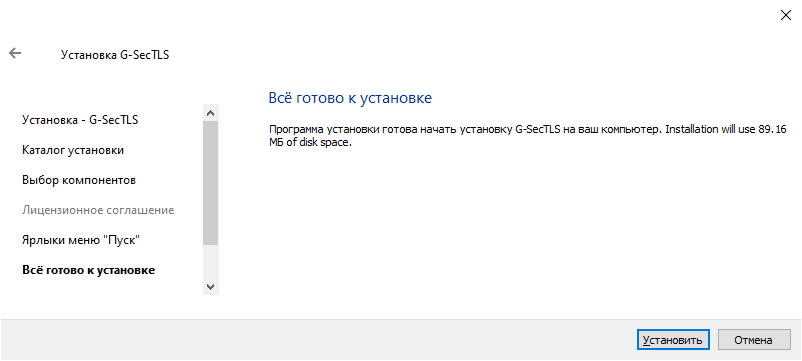 Установка G-SecTLS
Установка - G-SecTLS
Каталог установки
Выбор компонентов
Лицензионное соглашение
Ярлыки меню "Пуск"
Всё готово к установке
Всё готово к установке
Программа установки готова начать установку G-SecTLS на ваш компьютер. Installation will use 89.16
МБ of disk space.
Установить
Отмена